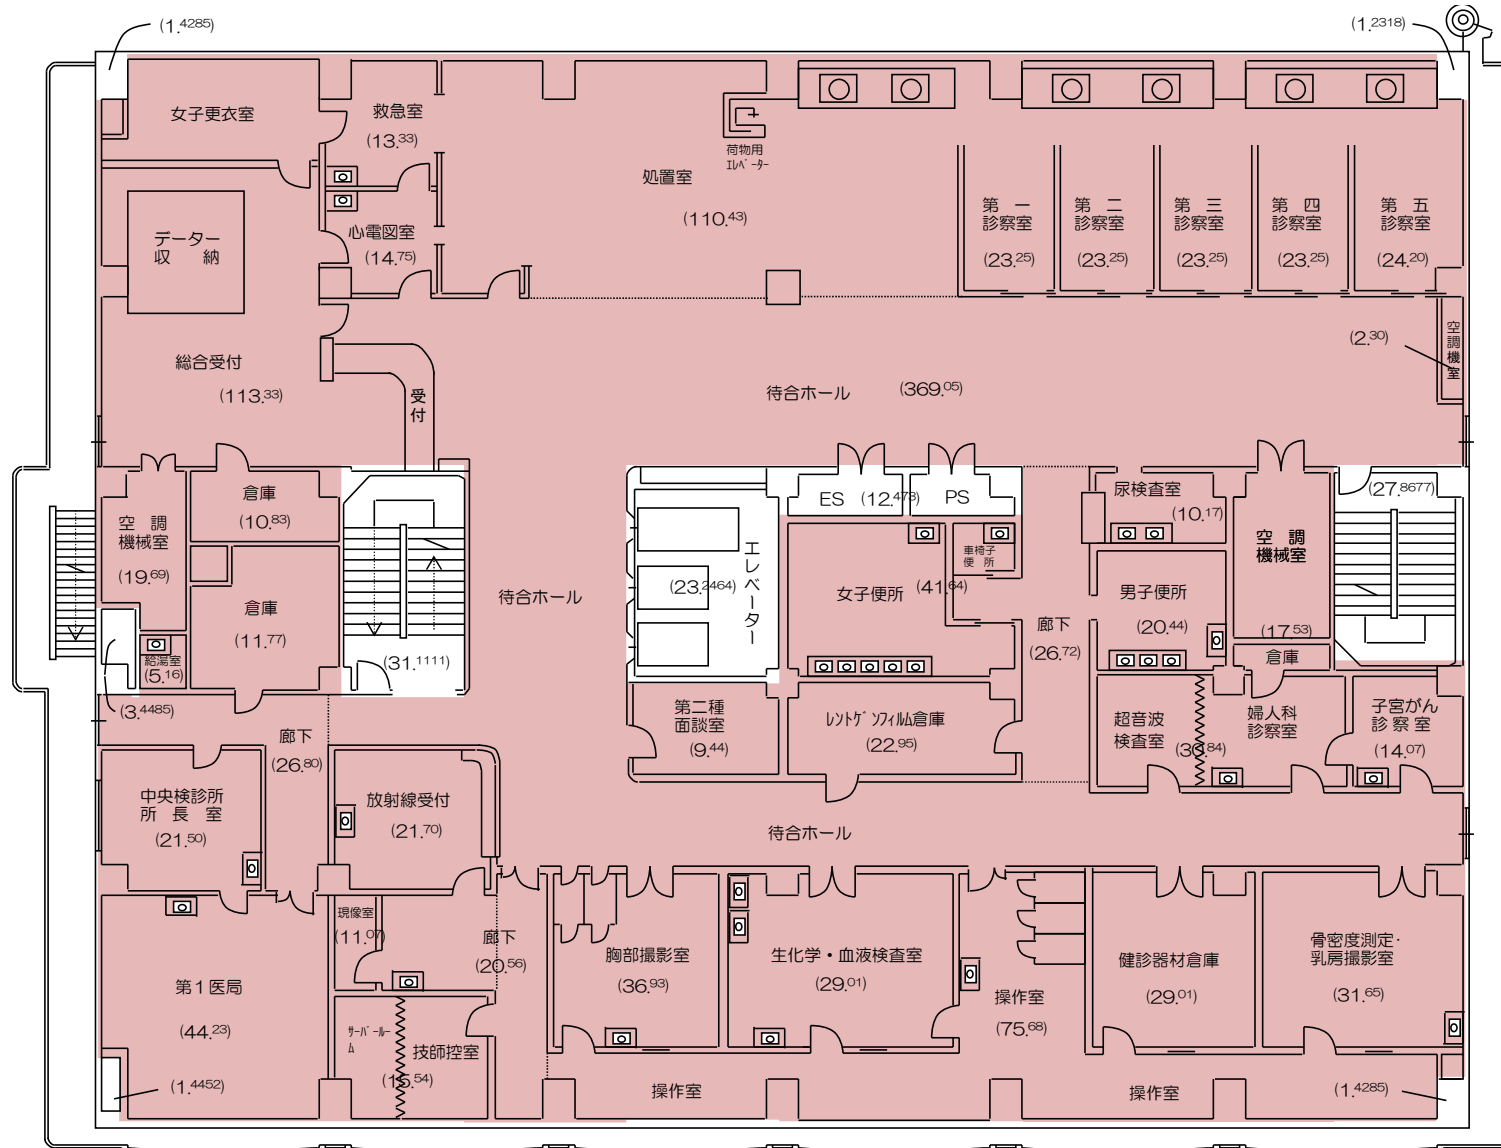 (1.4285)
(1.2318)
女子更衣室
救急室
(13.33)
荷物用
ｴﾚﾍﾞｰﾀｰ
処置室
(110.43)
第 一
診察室
(23.25)
第 二
診察室
(23.25)
第 三
診察室
(23.25)
第 四
診察室
(23.25)
第 五
診察室
(24.20)
データー
収 納
心電図室
(14.75)
総合受付
(113.33)
受付
待合ホール
(369.05)
(2.30)
空調機室
倉庫
(10.83)
空 調
機械室
(19.69)
倉庫
(11.77)
給湯室
(5.16)
(3.4485)
(31.1111)
待合ホール
エレベーター
(23.2464)
ES
(12.473)
PS
車椅子
便 所
女子便所
(41.64)
廊下
(26.72)
尿検査室
(10.17)
男子便所
(20.44)
空 調
機械室
(17.53)
倉庫
(27.8677)
第二種
面談室
(9.44)
ﾚﾝﾄｹﾞﾝﾌｨﾙﾑ倉庫
(22.95)
超音波
検査室
婦人科
診察室
子宮がん
診 察 室
(14.07)
廊下
(26.80)
中央検診所
所 長 室
(21.50)
放射線受付
(21.70)
待合ホール
現像室
(11.07)
廊下
(20.56)
胸部撮影室
(36.93)
生化学・血液検査室
(29.01)
操作室
(75.68)
健診器材倉庫
(29.01)
骨密度測定・
乳房撮影室
(31.65)
第１医局
(44.23)
ｻｰﾊﾞｰﾙｰ
ﾑ
技師控室
(15.54)
(1.4452)
操作室
操作室
(1.4285)